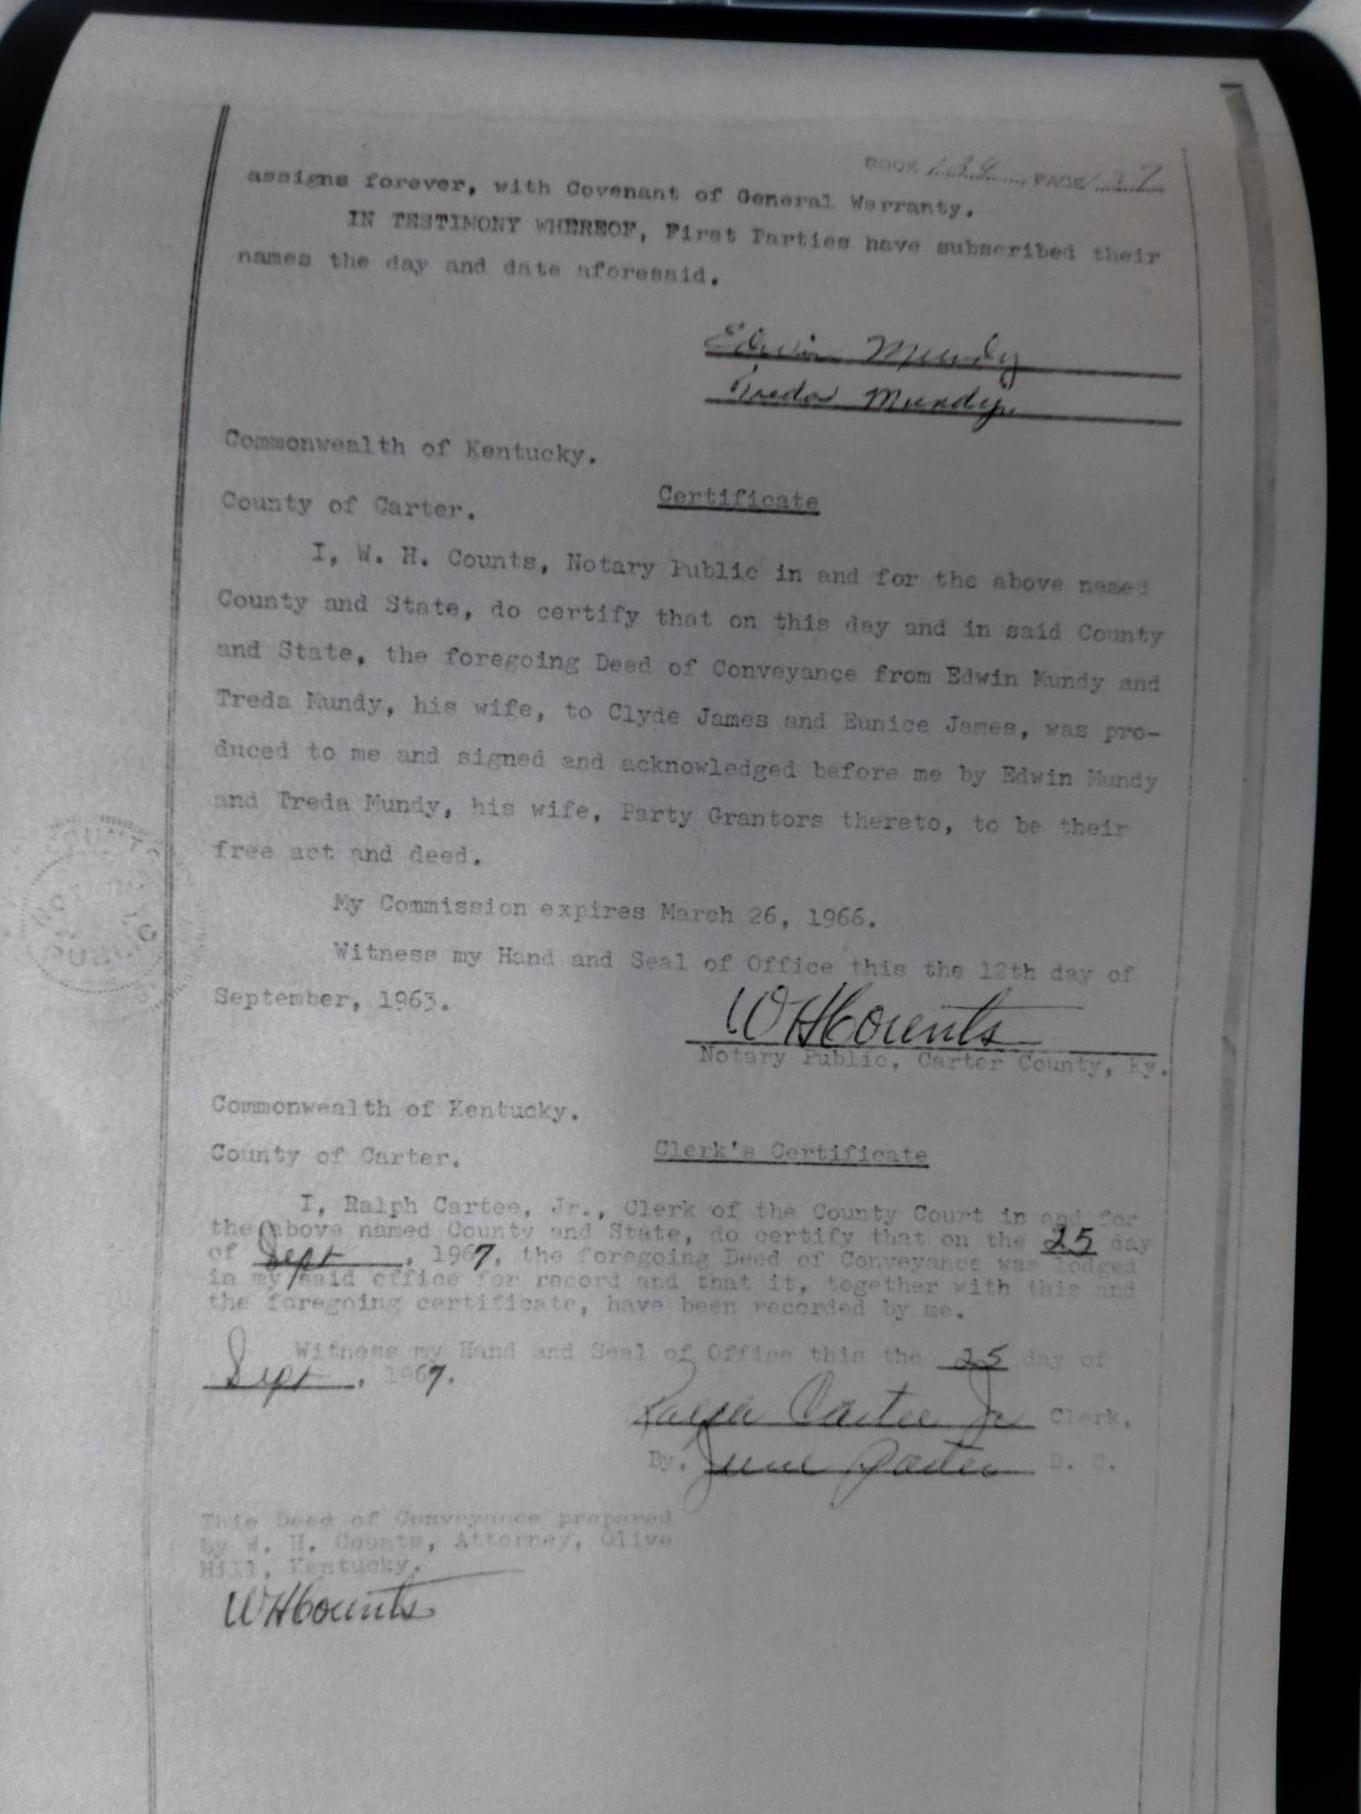 BOOK 139, PAGE 137
assigns forever, with Covenant of General Warranty.
IN TESTIMONY WHEREOF, First Parties have subscribed their
names the day and date aforesaid.
Edwin Mundy
Treda Mundy
Commonwealth of Kentucky.
County of Carter. Certificate
I, W. H. Counts, Notary Public in and for the above named
County and State, do certify that on this day and in said County
and State, the foregoing Deed of Conveyance from Edwin Mundy and
Treda Mundy, his wife, to Clyde James and Eunice James, was pro-
duced to me and signed and acknowledged before me by Edwin Mundy
and Treda Mundy, his wife, Party Grantors thereto, to be their
free act and deed.
My Commission expires March 26, 1966.
Witness my Hand and Seal of Office this the 12th day of
September, 1963.
WHCounts
Notary Public, Carter County, Ky.
COUNTS
NOTARY
PUBLIC
Commonwealth of Kentucky.
County of Carter. Clerk's Certificate
I, Ralph Cartee, Jr., Clerk of the County Court in and for
the above named County and State, do certify that on the 25 day
of Sept, 1967, the foregoing Deed of Conveyance was lodged
in my said office for record and that it, together with this and
the foregoing certificate, have been recorded by me.
Witness my Hand and Seal of Office this the 25 day of
Sept, 1967.
Ralph Cartee Jr Clerk.
By, June D. C.
This Deed of Conveyance prepared
by W. H. Counts, Attorney, Olive
Hill, Kentucky.
WHCounts